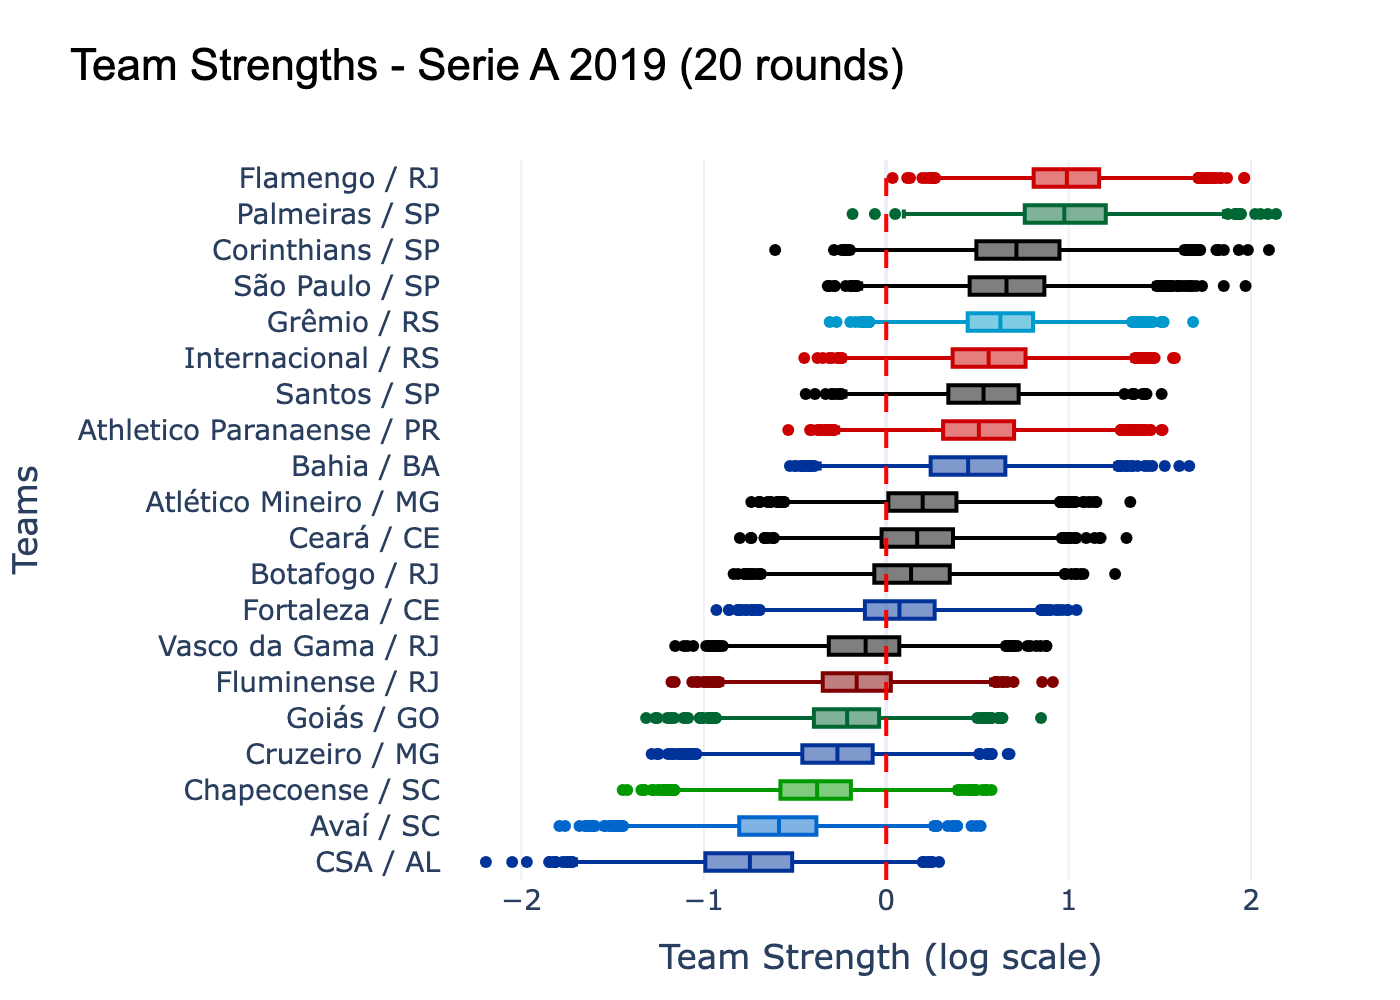 Team Strengths - Serie A 2019 (20 rounds)
Teams
Flamengo / RJ
Palmeiras / SP
Corinthians / SP
São Paulo / SP
Grêmio / RS
Internacional / RS
Santos / SP
Athletico Paranaense / PR
Bahia / BA
Atlético Mineiro / MG
Ceará / CE
Botafogo / RJ
Fortaleza / CE
Vasco da Gama / RJ
Fluminense / RJ
Goiás / GO
Cruzeiro / MG
Chapecoense / SC
Avaí / SC
CSA / AL
−2 −1 0 1 2
Team Strength (log scale)